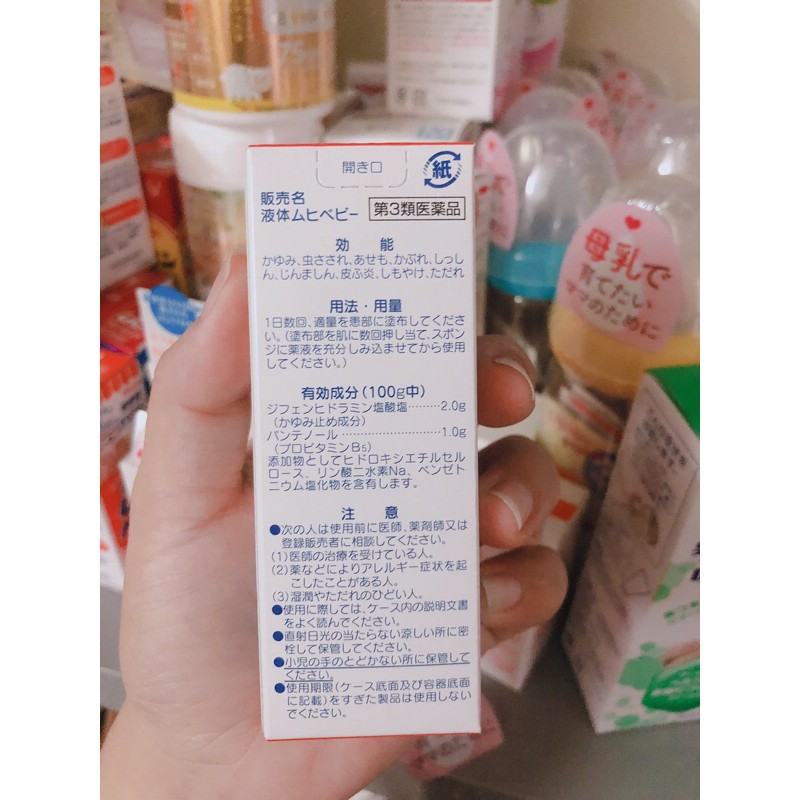 開き口
紙
販売名
液体ムヒベビー 第3類医薬品
効 能
かゆみ、虫さされ、あせも、かぶれ、しっし
ん、じんましん、皮ふ炎、しもやけ、ただれ
用法・用量
1日数回、適量を患部に塗布してくださ
い。(塗布部を肌に数回押し当て、スポン
ジに薬液を充分しみ込ませてから使用
してください。)
有効成分(100g中)
ジフェンヒドラミン塩酸塩………2.0g
(かゆみ止め成分)
パンテノール………………………1.0g
(プロビタミンB5)
添加物としてヒドロキシエチルセル
ロース、リン酸二水素Na、ベンゼト
ニウム塩化物を含有します。
注 意
●次の人は使用前に医師、薬剤師又は
登録販売者に相談してください。
(1)医師の治療を受けている人。
(2)薬などによりアレルギー症状を起
こしたことがある人。
(3)湿潤やただれのひどい人。
●使用に際しては、ケース内の説明文書
をよく読んでください。
●直射日光の当たらない涼しい所に密
栓して保管してください。
●小児の手のとどかない所に保管して
ください。
●使用期限(ケース底面及び容器底面
に記載)をすぎた製品は使用しない
でください。
母乳で
育てたい
ママのために